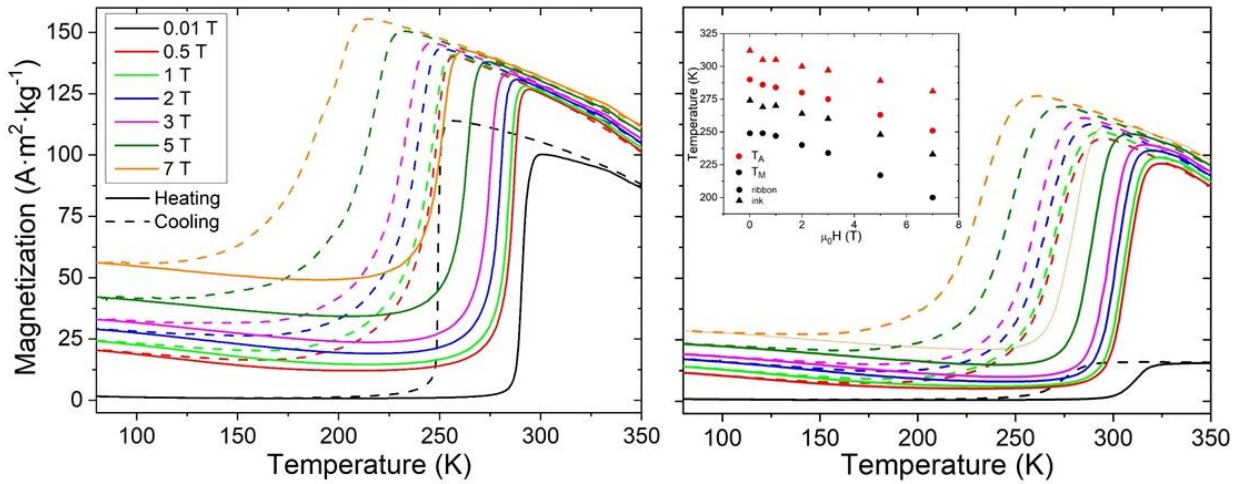 150
125
100
75
50
25
0
Magnetization (A·m²·kg⁻¹)
0.01 T
0.5 T
1 T
2 T
3 T
5 T
7 T
Heating
Cooling
100 150 200 250 300 350
Temperature (K)
325
300
275
250
225
200
Temperature (K)
T_A
T_M
ribbon
ink
0 2 4 6 8
μ₀H (T)
100 150 200 250 300 350
Temperature (K)